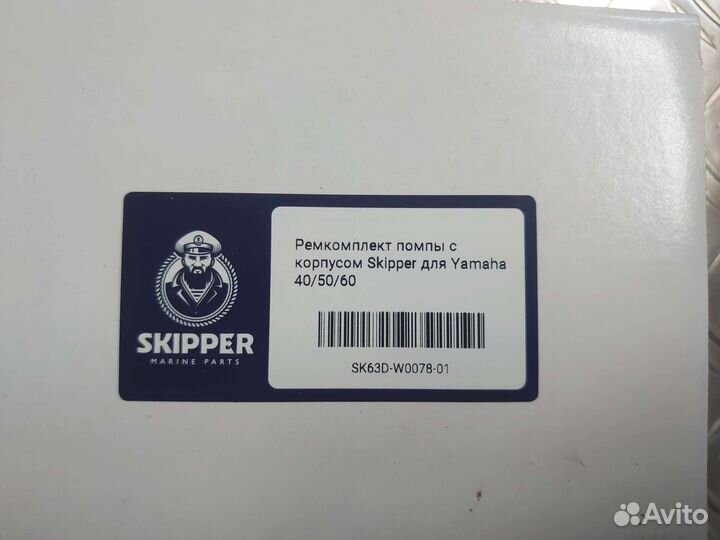 SKIPPER
MARINE PARTS
Ремкомплект помпы с
корпусом Skipper для Yamaha
40/50/60
SK63D-W0078-01
Avito